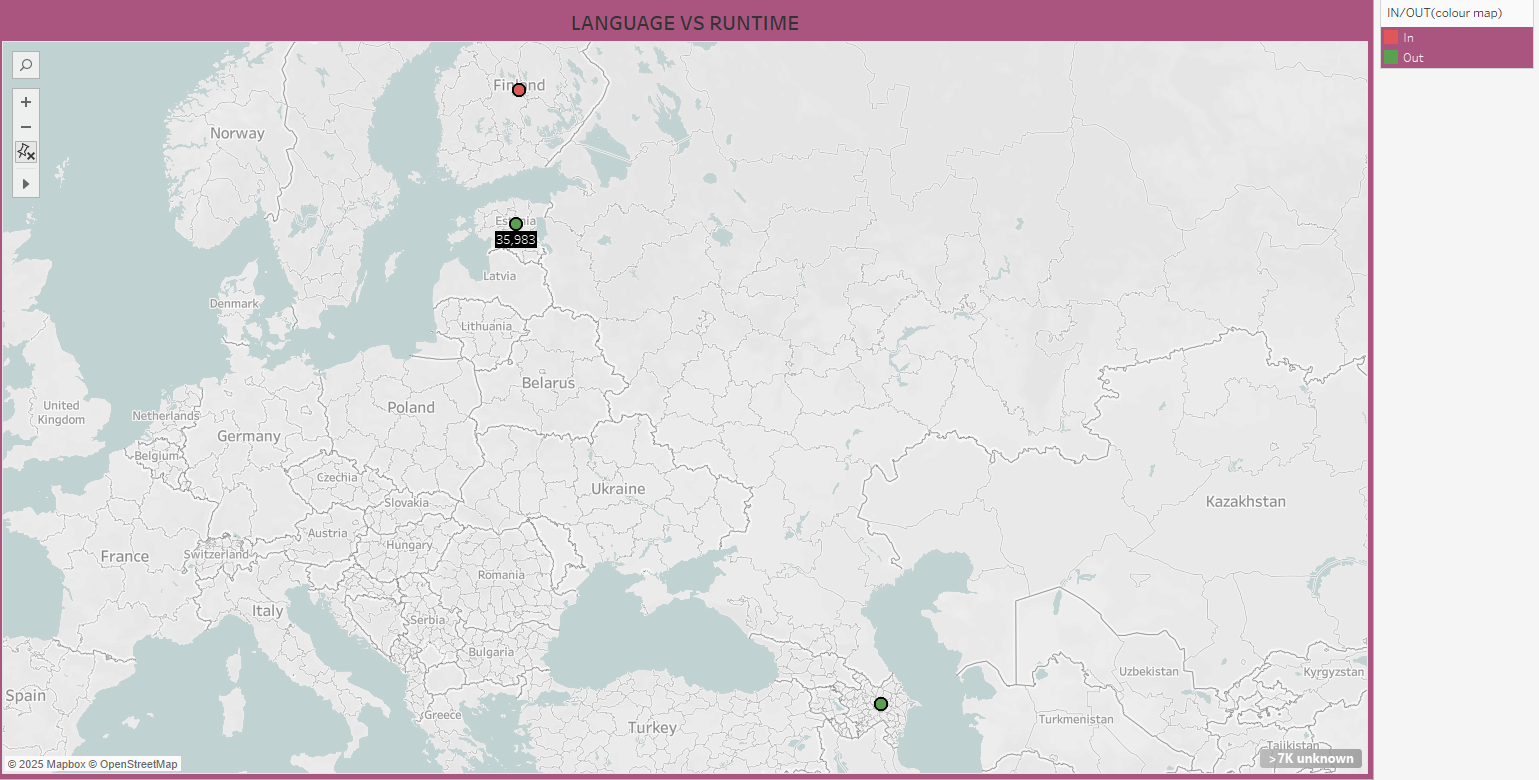 LANGUAGE VS RUNTIME
IN/OUT(colour map)
In
Out
Finland
Norway
Estonia
35,983
Latvia
Denmark
Lithuania
Belarus
United
Kingdom
Netherlands
Poland
Germany
Belgium
Czechia
Ukraine
Slovakia
Kazakhstan
Austria
Hungary
France
Switzerland
Romania
Italy
Serbia
Bulgaria
Uzbekistan
Kyrgyzstan
Spain
Greece
Turkey
Turkmenistan
Tajikistan
>7K unknown
© 2025 Mapbox © OpenStreetMap